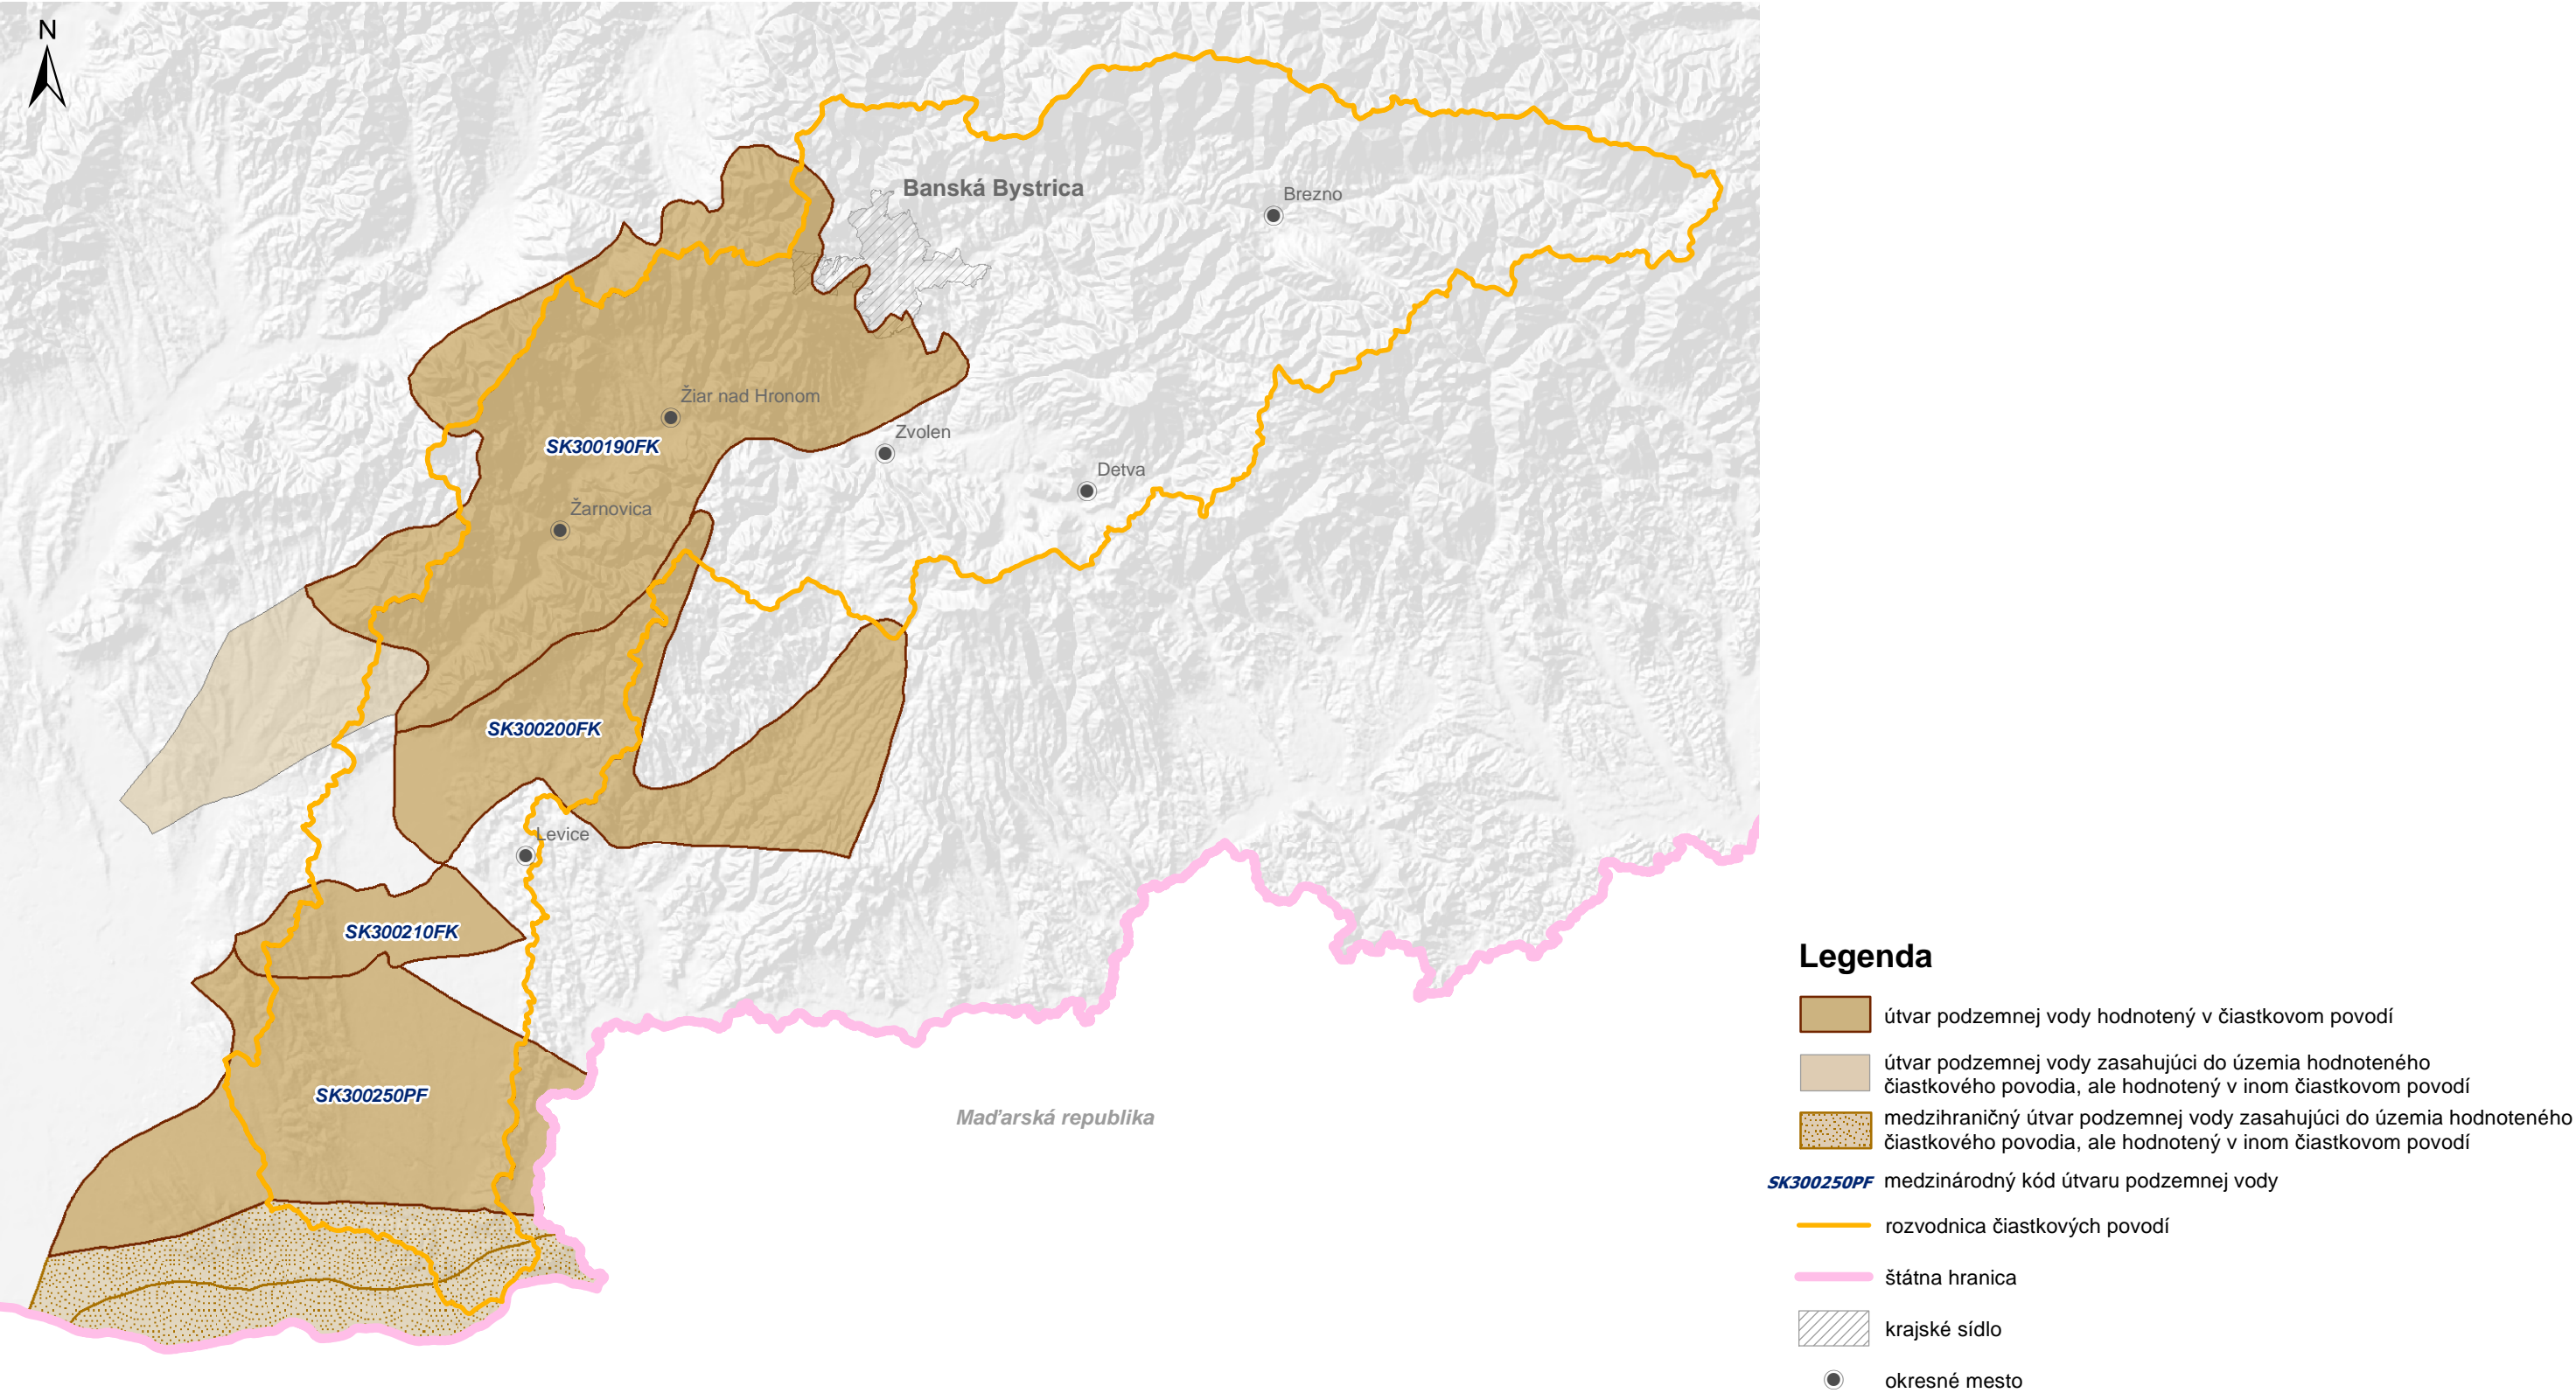 N
Banská Bystrica
Brezno
Žiar nad Hronom
Zvolen
SK300190FK
Detva
Žarnovica
SK300200FK
Levice
SK300210FK
SK300250PF
Maďarská republika
Legenda
útvar podzemnej vody hodnotený v čiastkovom povodí
útvar podzemnej vody zasahujúci do územia hodnoteného
čiastkového povodia, ale hodnotený v inom čiastkovom povodí
medzihraničný útvar podzemnej vody zasahujúci do územia hodnoteného
čiastkového povodia, ale hodnotený v inom čiastkovom povodí
SK300250PF medzinárodný kód útvaru podzemnej vody
rozvodnica čiastkových povodí
štátna hranica
krajské sídlo
okresné mesto